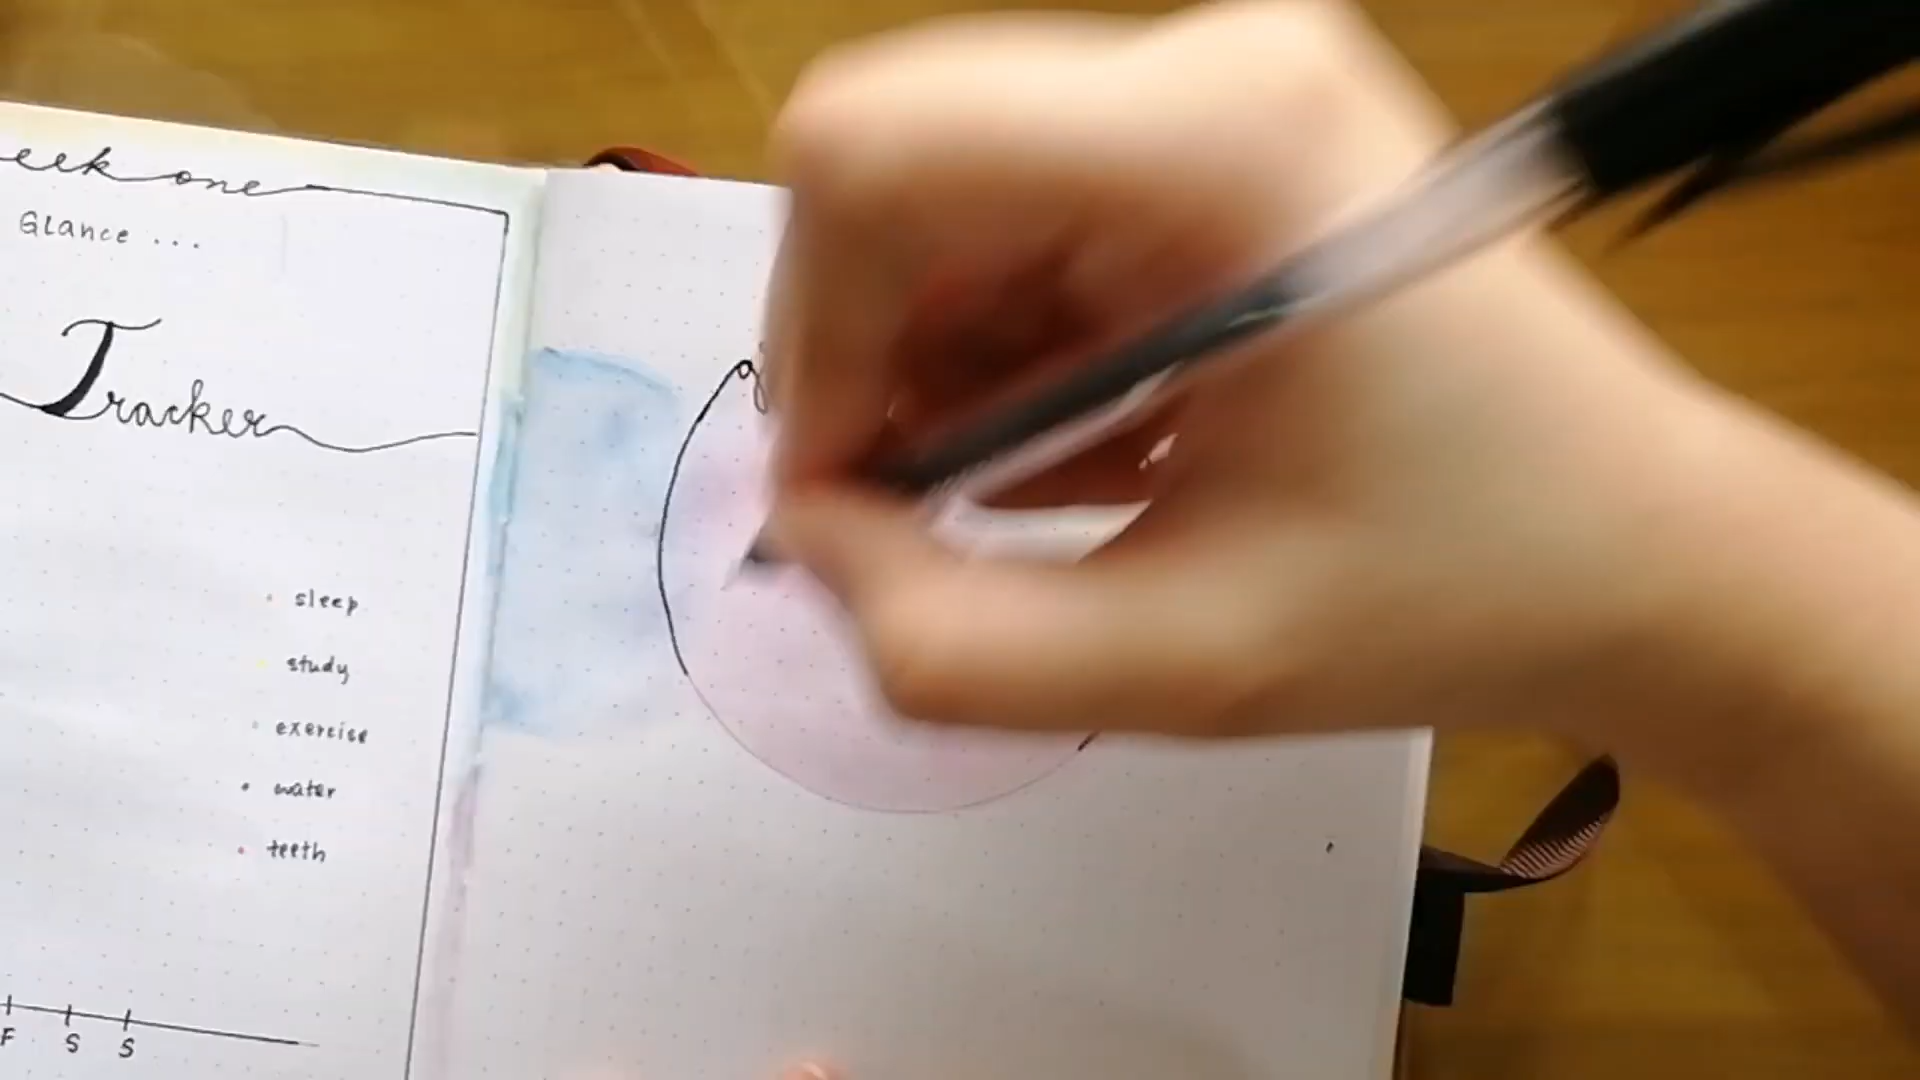 eek one
Glance ...
Tracker
sleep
study
exercise
water
teeth
F S S